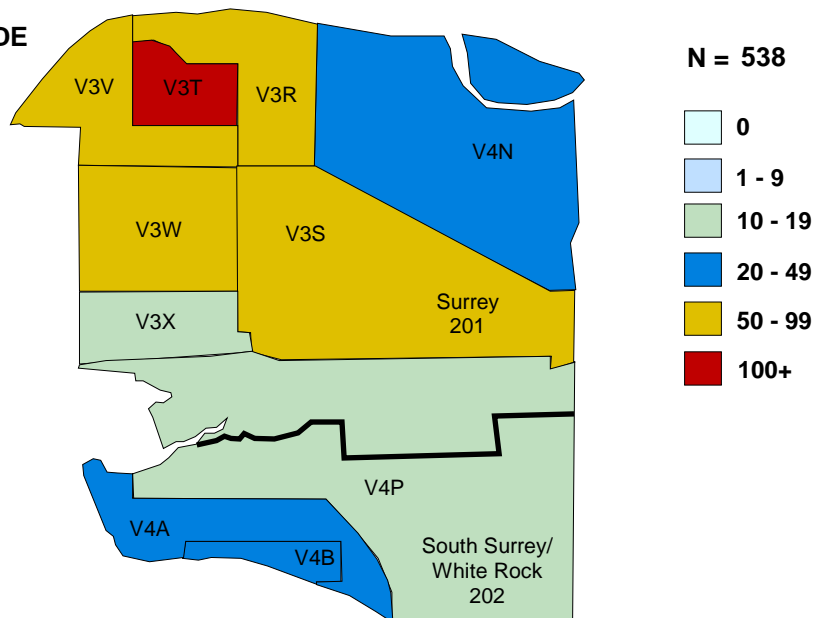 DE
N = 538
V3V
V3T
V3R
V4N
V3W
V3S
Surrey
201
V3X
V4P
V4A
V4B
South Surrey/
White Rock
202
0
1 - 9
10 - 19
20 - 49
50 - 99
100+